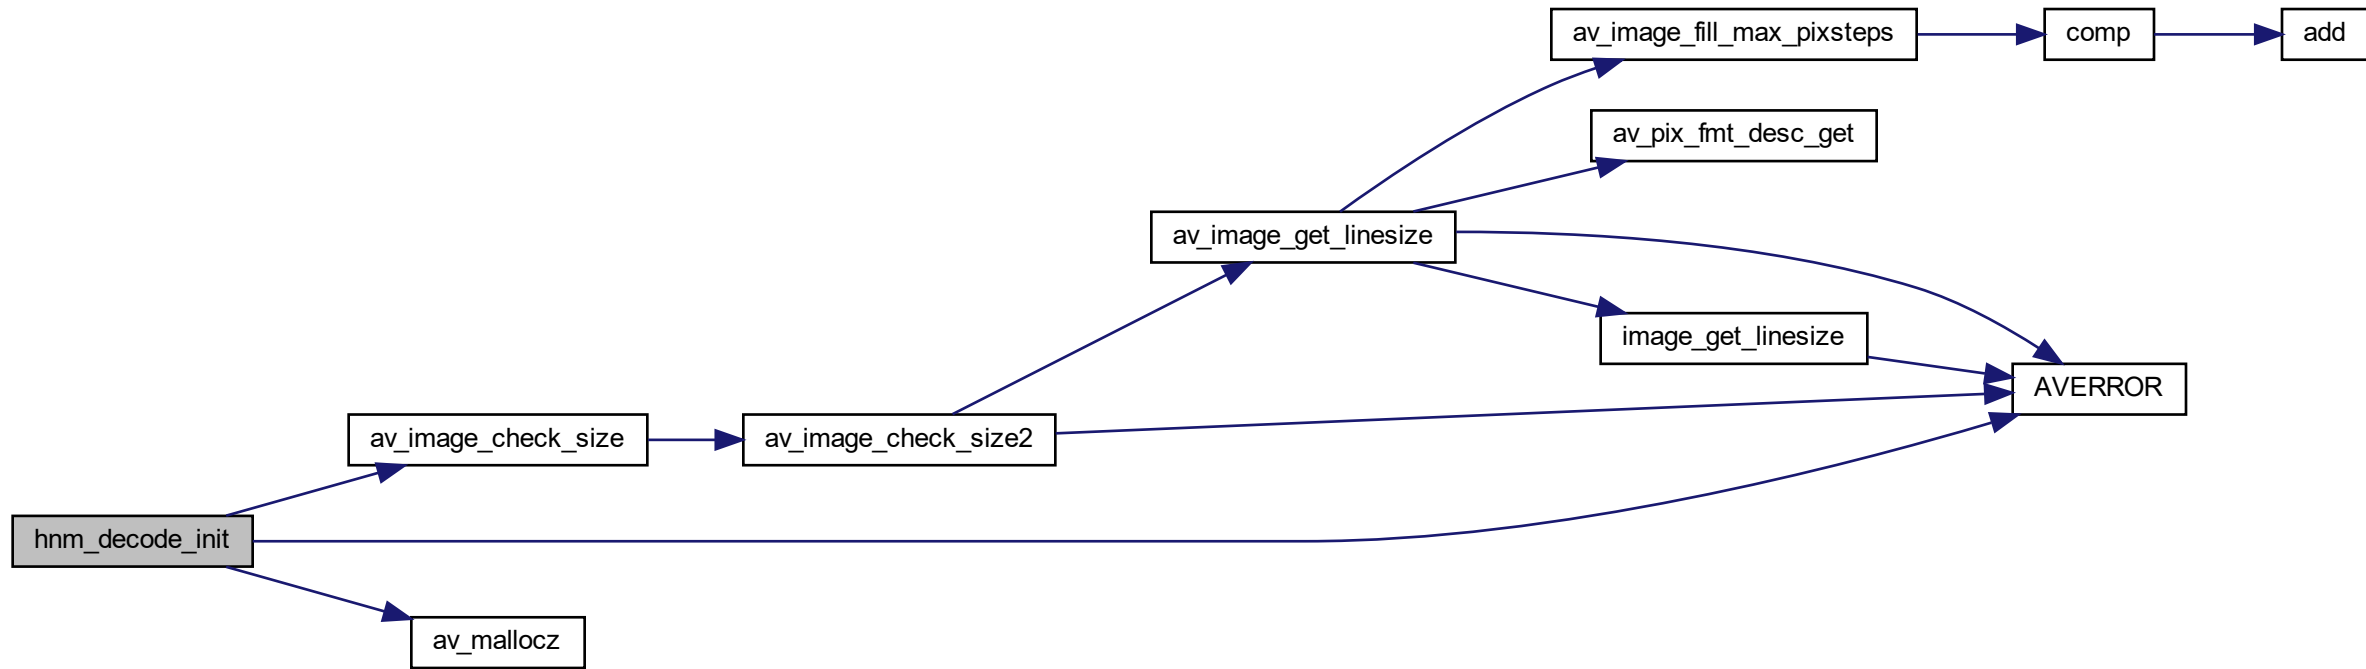 av_image_fill_max_pixsteps
comp
add
av_pix_fmt_desc_get
av_image_get_linesize
image_get_linesize
AVERROR
av_image_check_size
av_image_check_size2
hnm_decode_init
av_mallocz